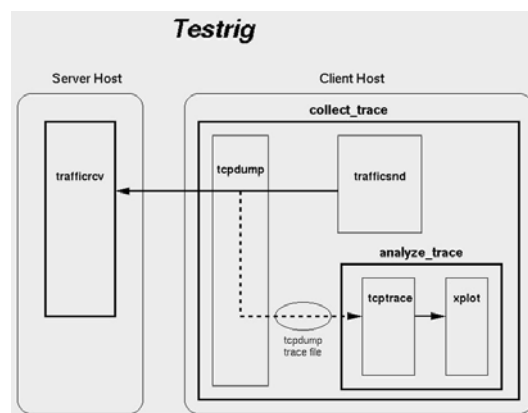 Testrig
Server Host
Client Host
collect_trace
trafficrcv
tcpdump
trafficsnd
analyze_trace
tcptrace
xplot
tcpdump
trace file